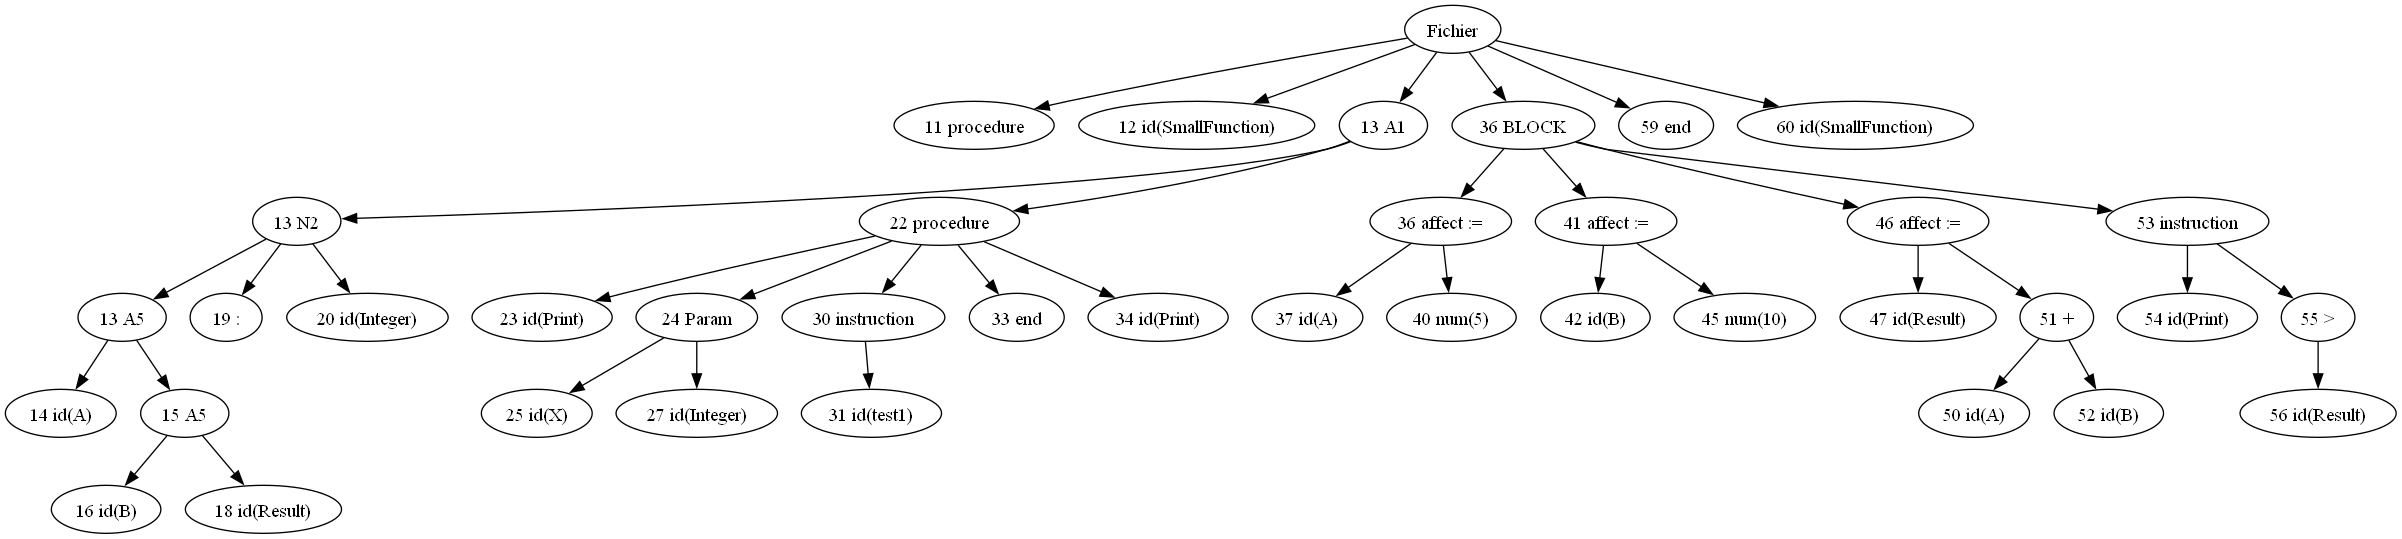 Fichier
11 procedure
12 id(SmallFunction)
13 A1
36 BLOCK
59 end
60 id(SmallFunction)
13 N2
22 procedure
36 affect :=
41 affect :=
46 affect :=
53 instruction
13 A5
19 :
20 id(Integer)
23 id(Print)
24 Param
30 instruction
33 end
34 id(Print)
37 id(A)
40 num(5)
42 id(B)
45 num(10)
47 id(Result)
51 +
54 id(Print)
55 >
14 id(A)
15 A5
25 id(X)
27 id(Integer)
31 id(test1)
50 id(A)
52 id(B)
56 id(Result)
16 id(B)
18 id(Result)